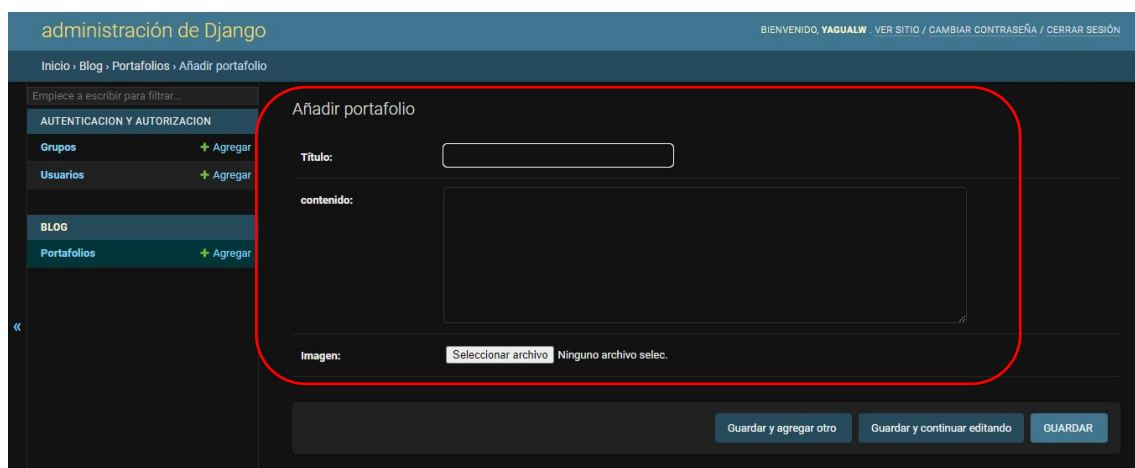 administración de Django
BIENVENIDO, YAGUALW . VER SITIO / CAMBIAR CONTRASEÑA / CERRAR SESIÓN
Inicio › Blog › Portafolios › Añadir portafolio
Empiece a escribir para filtrar...
AUTENTICACION Y AUTORIZACION
Grupos + Agregar
Usuarios + Agregar
BLOG
Portafolios + Agregar
«
Añadir portafolio
Título:
contenido:
Imagen: Seleccionar archivo Ninguno archivo selec.
Guardar y agregar otro Guardar y continuar editando GUARDAR